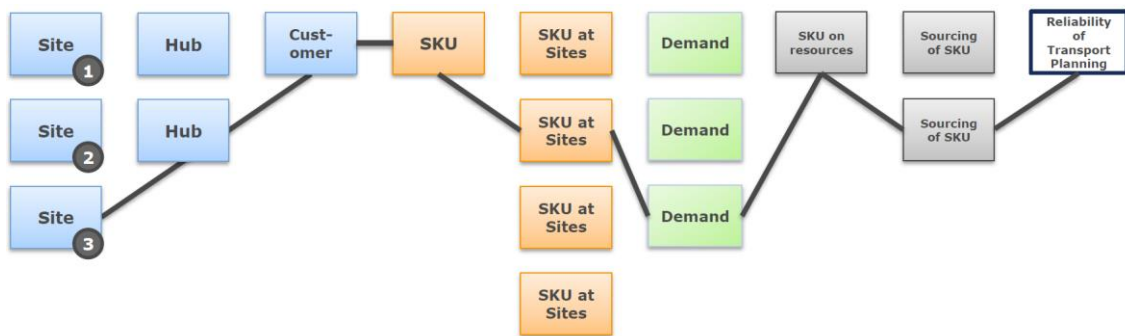 Site
1
Hub
Cust-
omer
SKU
SKU at
Sites
Demand
SKU on
resources
Sourcing
of SKU
Reliability
of
Transport
Planning
Site
2
Hub
SKU at
Sites
Demand
Sourcing
of SKU
Site
3
SKU at
Sites
Demand
SKU at
Sites